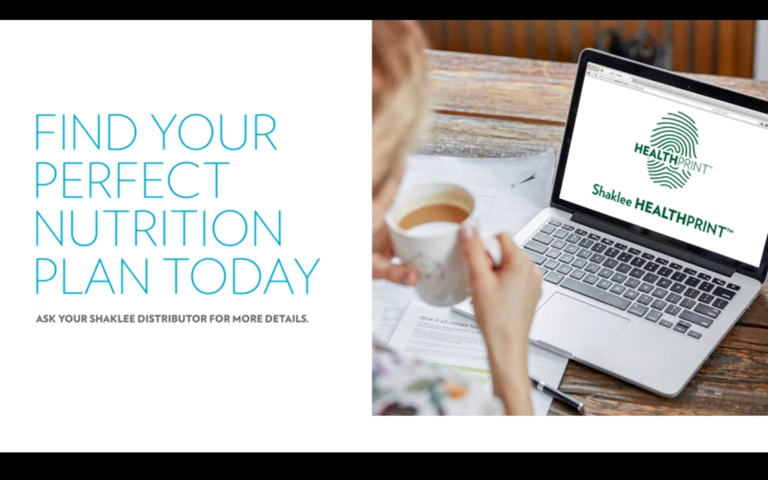 FIND YOUR
PERFECT
NUTRITION
PLAN TODAY
ASK YOUR SHAKLEE DISTRIBUTOR FOR MORE DETAILS.
HEALTHPRINT™
Shaklee HEALTHPRINT™